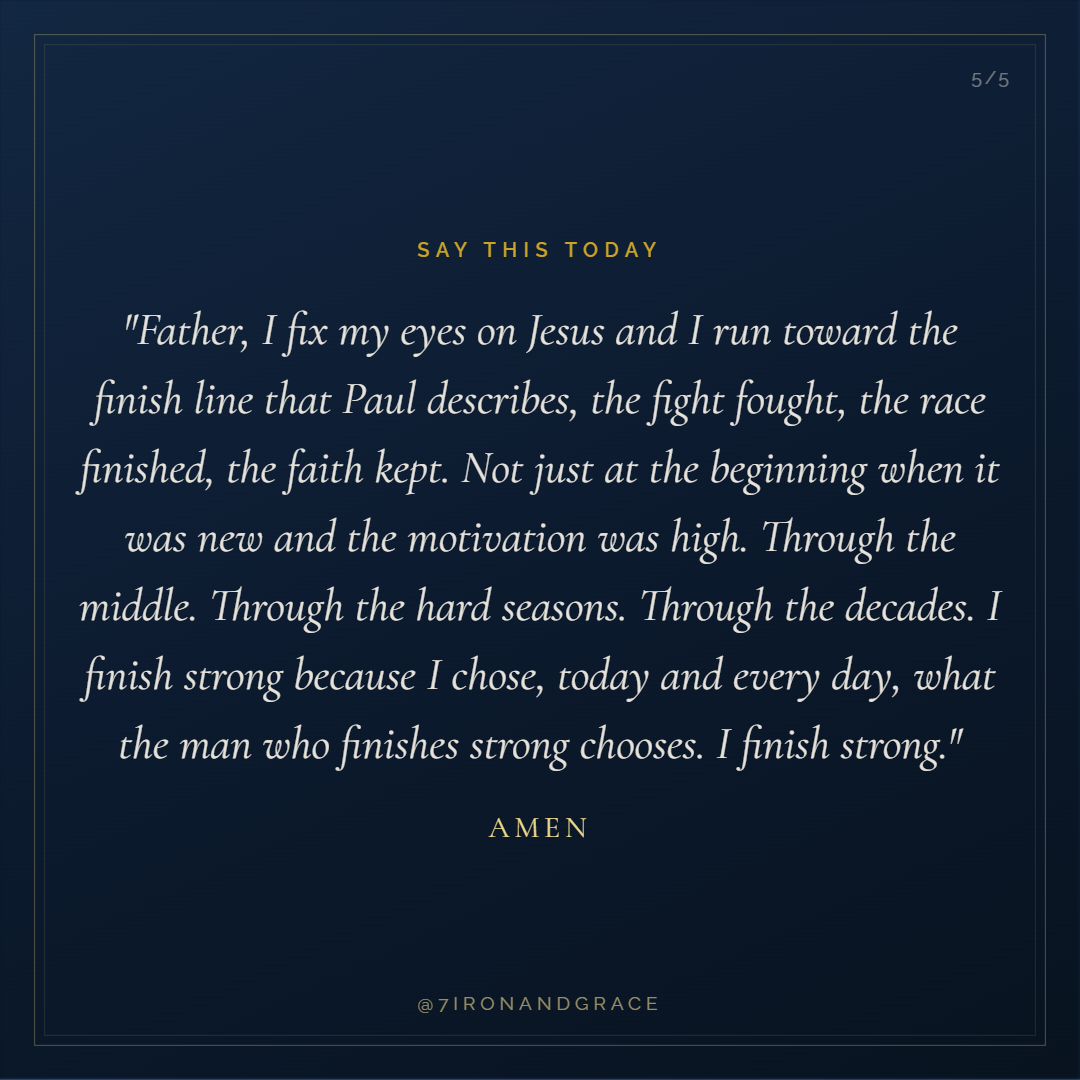 5/5
SAY THIS TODAY
"Father, I fix my eyes on Jesus and I run toward the
finish line that Paul describes, the fight fought, the race
finished, the faith kept. Not just at the beginning when it
was new and the motivation was high. Through the
middle. Through the hard seasons. Through the decades. I
finish strong because I chose, today and every day, what
the man who finishes strong chooses. I finish strong."
AMEN
@7IRONANDGRACE